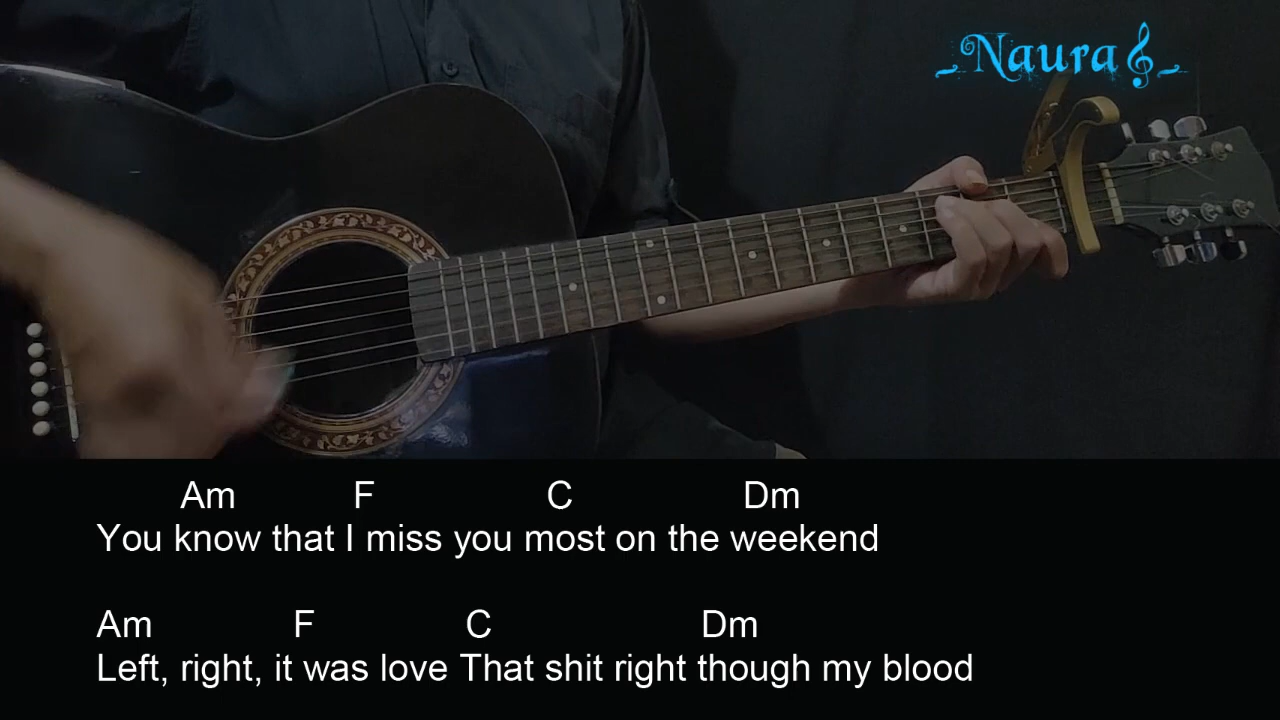 Naura
Am F C Dm
You know that I miss you most on the weekend
Am F C Dm
Left, right, it was love That shit right though my blood